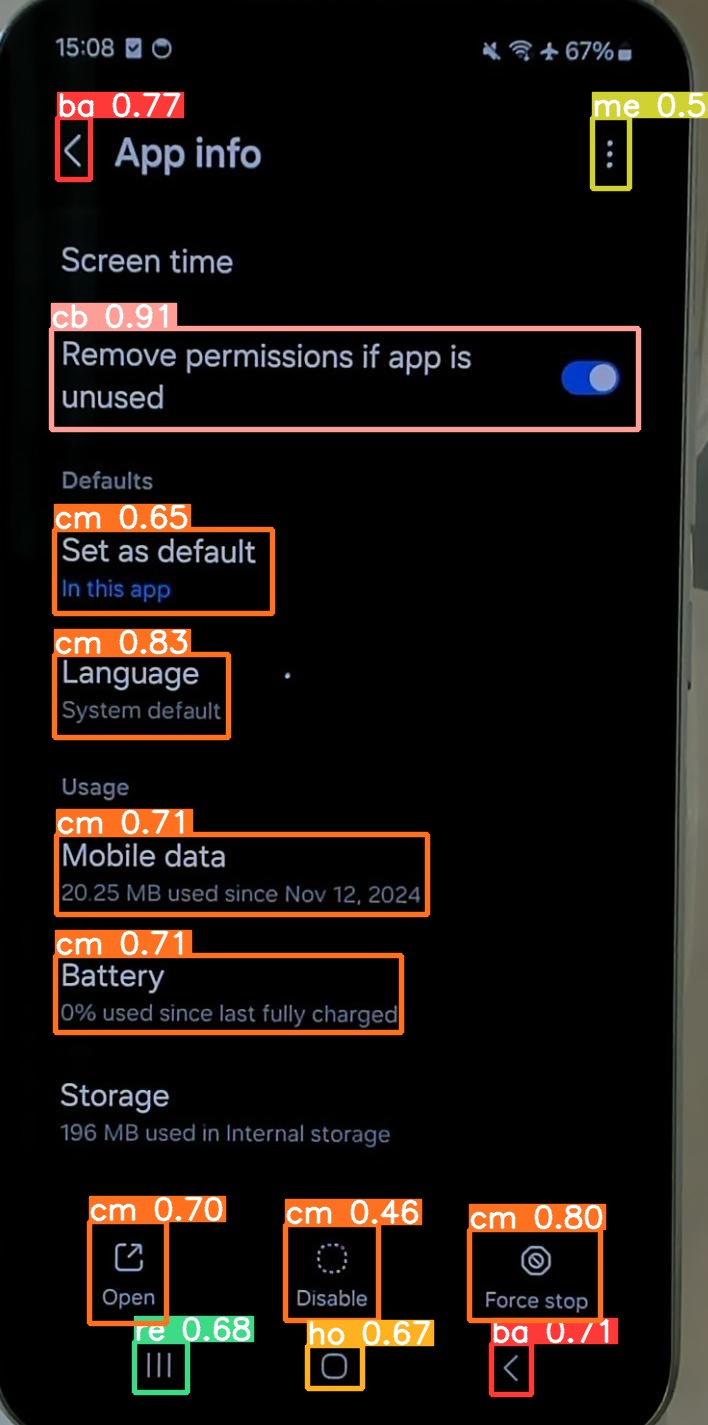 15:08 67%
ba 0.77 me 0.5
App info
Screen time
cb 0.91
Remove permissions if app is
unused
Defaults
cm 0.65
Set as default
In this app
cm 0.83
Language
System default
Usage
cm 0.71
Mobile data
20.25 MB used since Nov 12, 2024
cm 0.71
Battery
0% used since last fully charged
Storage
196 MB used in Internal storage
cm 0.70 cm 0.46 cm 0.80
Open Disable Force stop
re 0.68 ho 0.67 ba 0.71